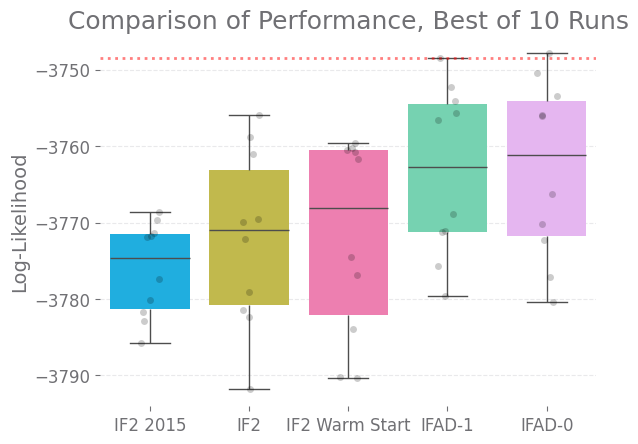 Comparison of Performance, Best of 10 Runs
Log-Likelihood
−3750
−3760
−3770
−3780
−3790
IF2 2015
IF2
IF2 Warm Start
IFAD-1
IFAD-0